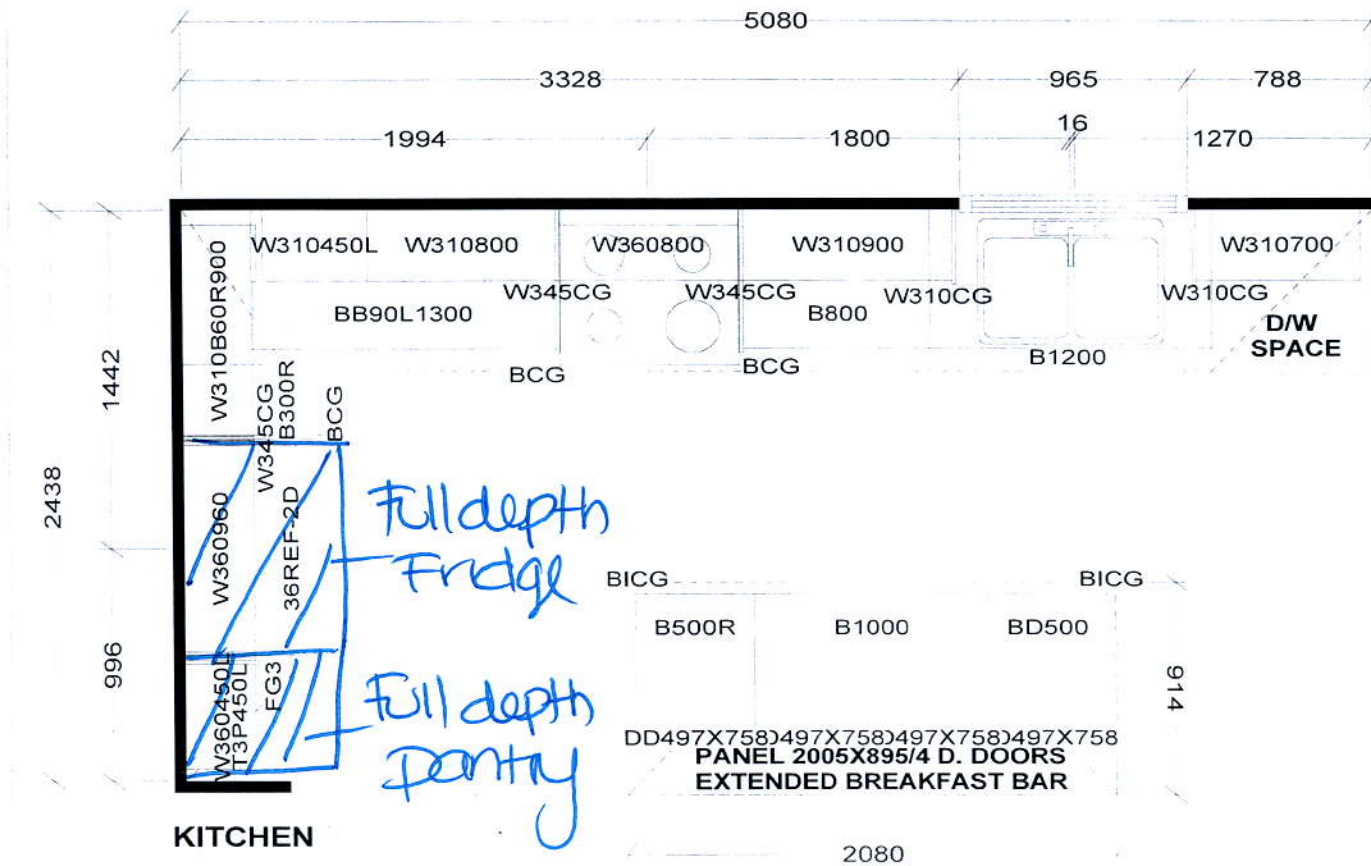 5080
3328 965 788
1994 1800 16 1270
W310450L W310800 W360800 W310900 W310700
W310B60R900
W345CG W345CG W310CG W310CG
BB90L1300 B800
D/W
SPACE
B1200
BCG BCG
1442
2438
996
W345CG
B300R
BCG
W360960
36REF-2D
Full depth
Fridge
W360450L
T3P450L
FG3
Full depth
pantry
BICG BICG
B500R B1000 BD500
914
DD497X758D497X758D497X758D497X758
PANEL 2005X895/4 D. DOORS
EXTENDED BREAKFAST BAR
KITCHEN
2080